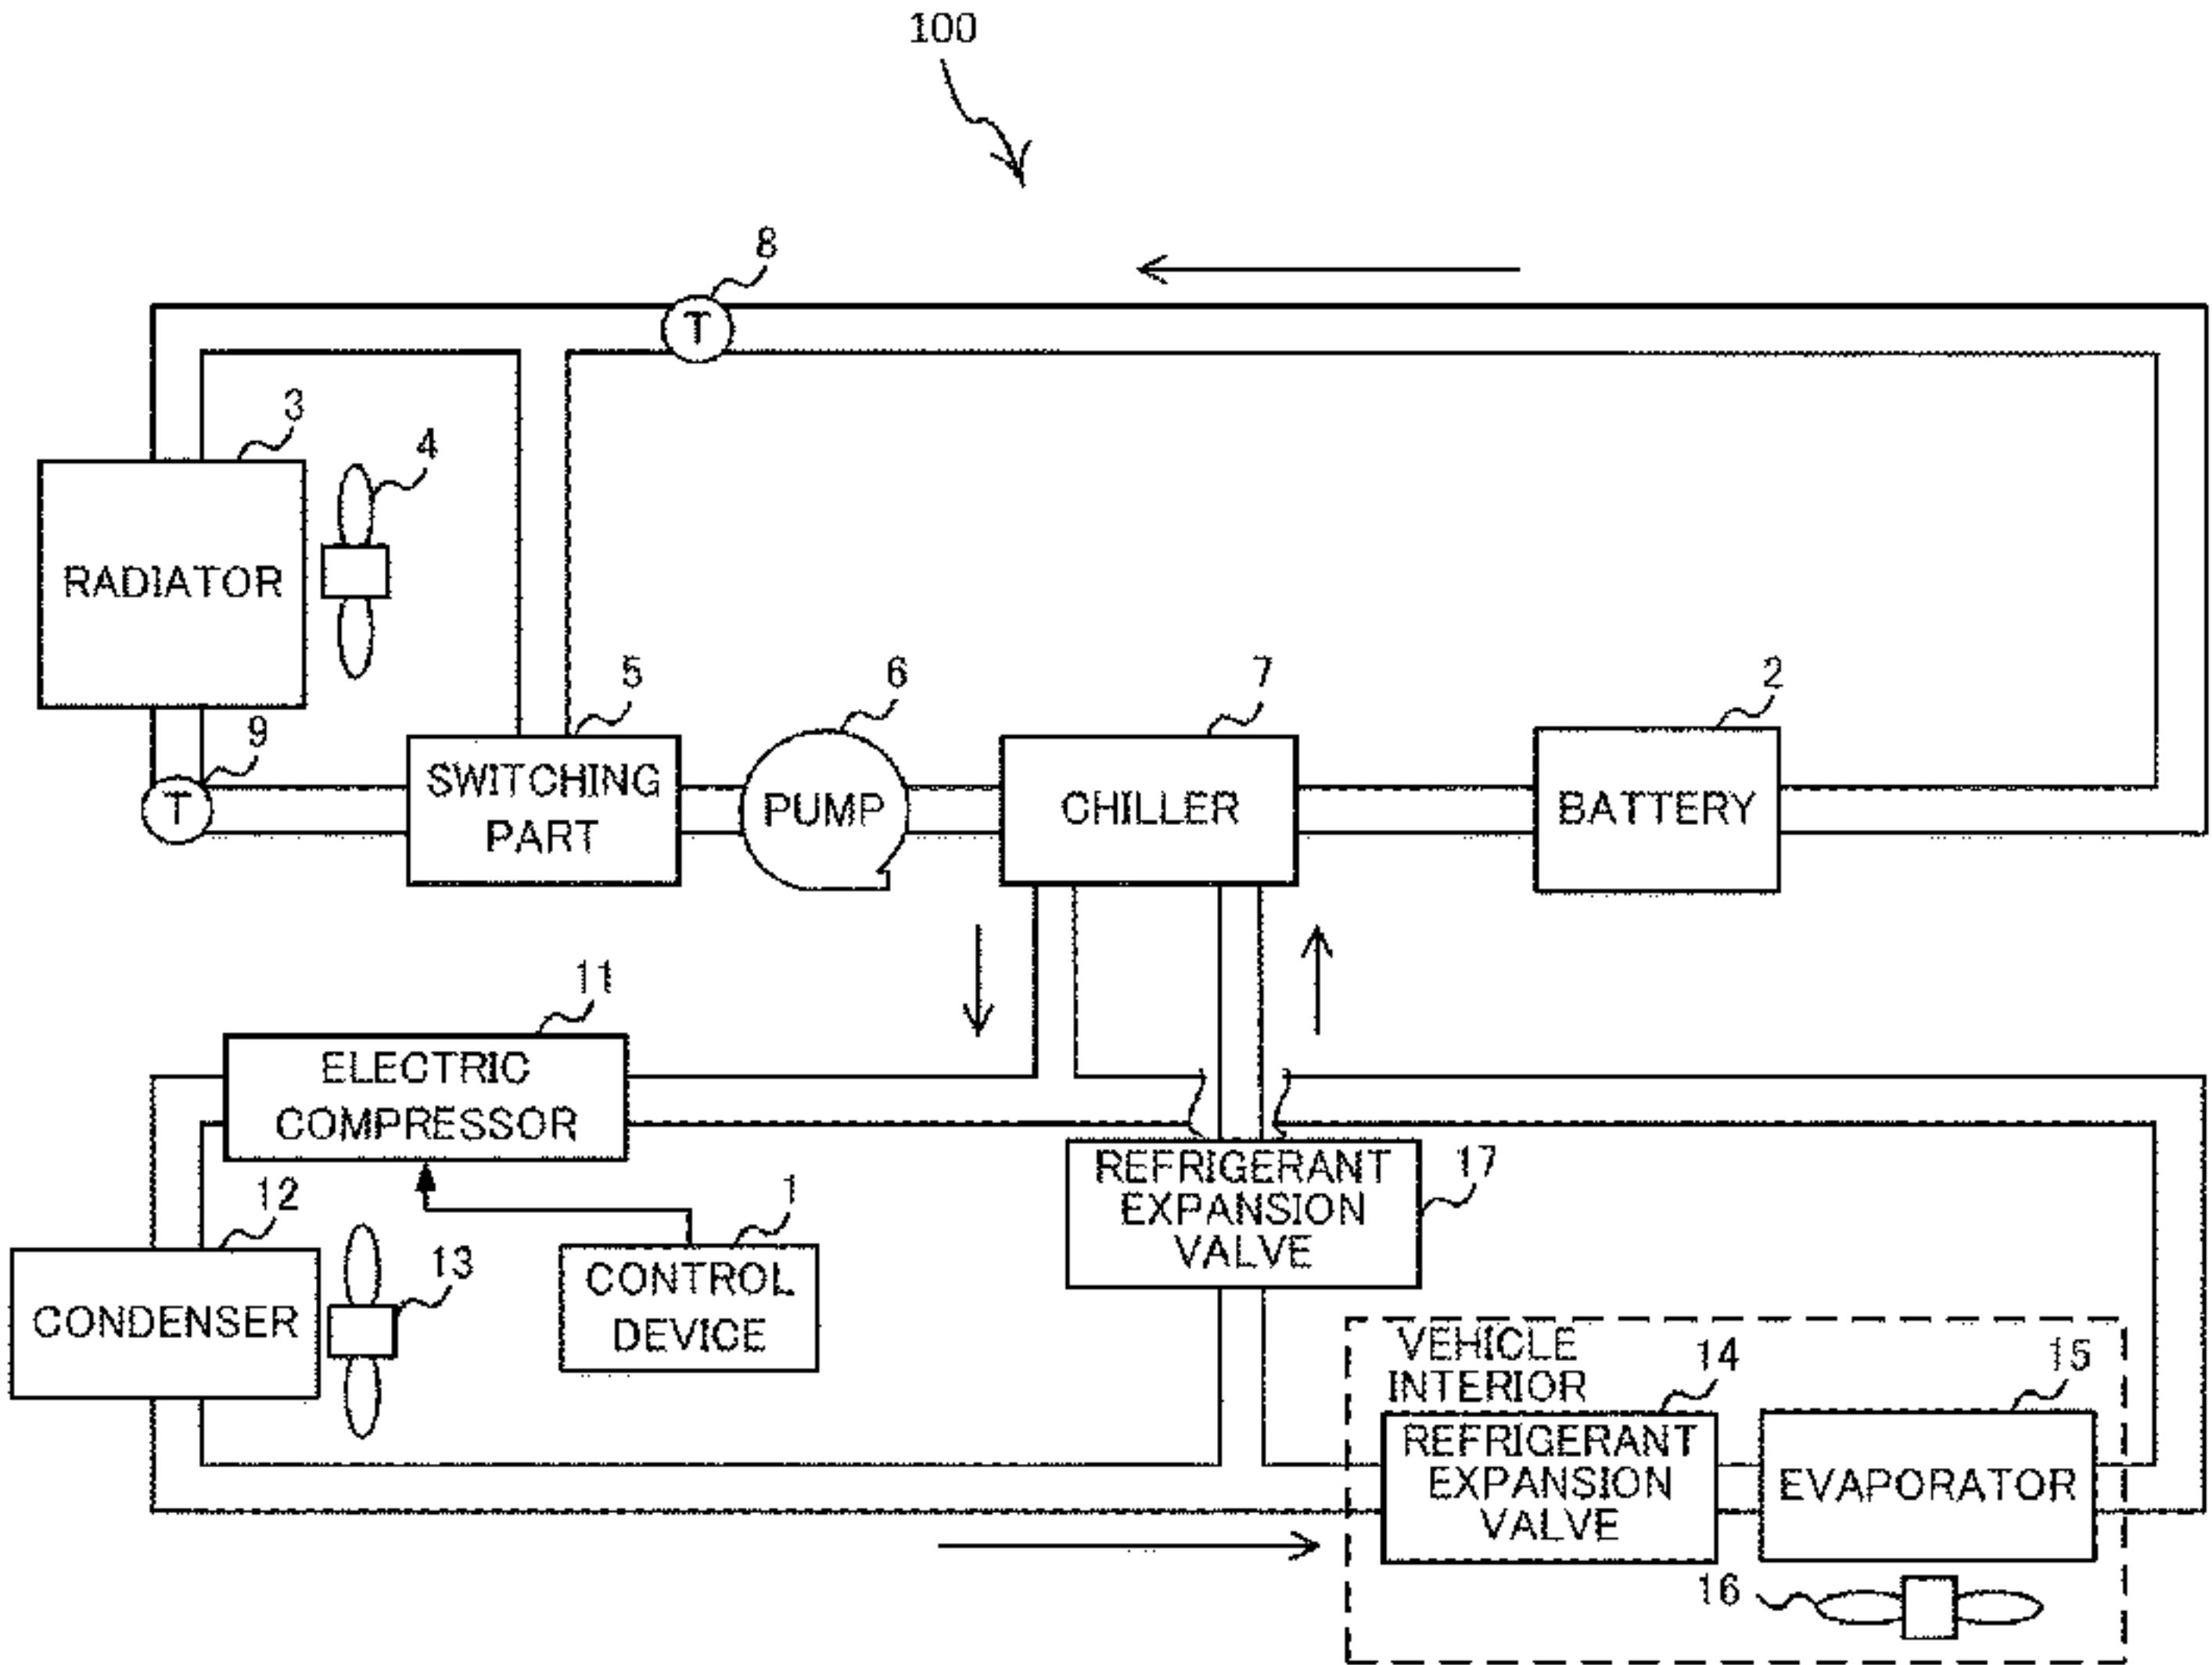 100
8
T
3
4
RADIATOR
5
6
7
2
9
T
SWITCHING
PART
PUMP
CHILLER
BATTERY
11
ELECTRIC
COMPRESSOR
17
REFRIGERANT
EXPANSION
VALVE
12
13
1
CONDENSER
CONTROL
DEVICE
VEHICLE
INTERIOR
14
15
REFRIGERANT
EXPANSION
VALVE
EVAPORATOR
16